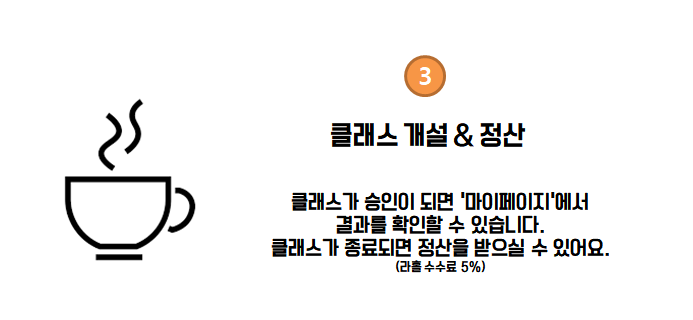 3
클래스 개설 & 정산
클래스가 승인이 되면 '마이페이지'에서
결과를 확인할 수 있습니다.
클래스가 종료되면 정산을 받으실 수 있어요.
(라홀 수수료 5%)